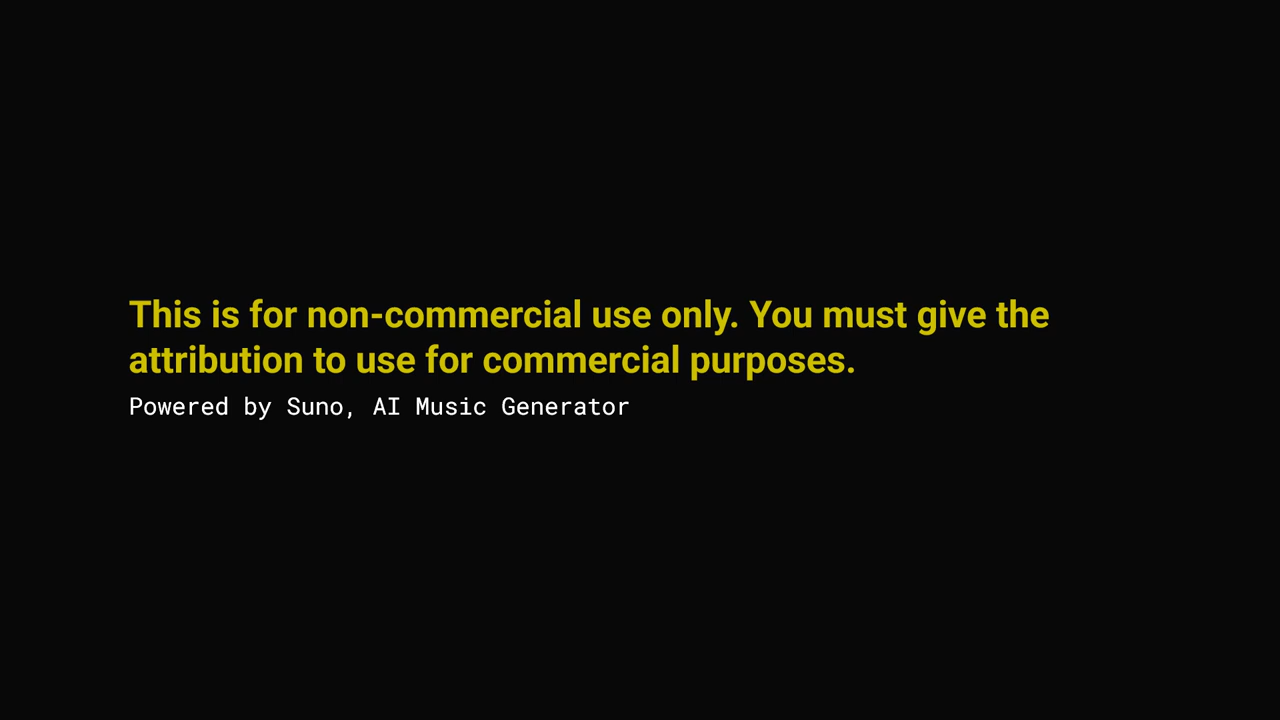 This is for non-commercial use only. You must give the
attribution to use for commercial purposes.
Powered by Suno, AI Music Generator